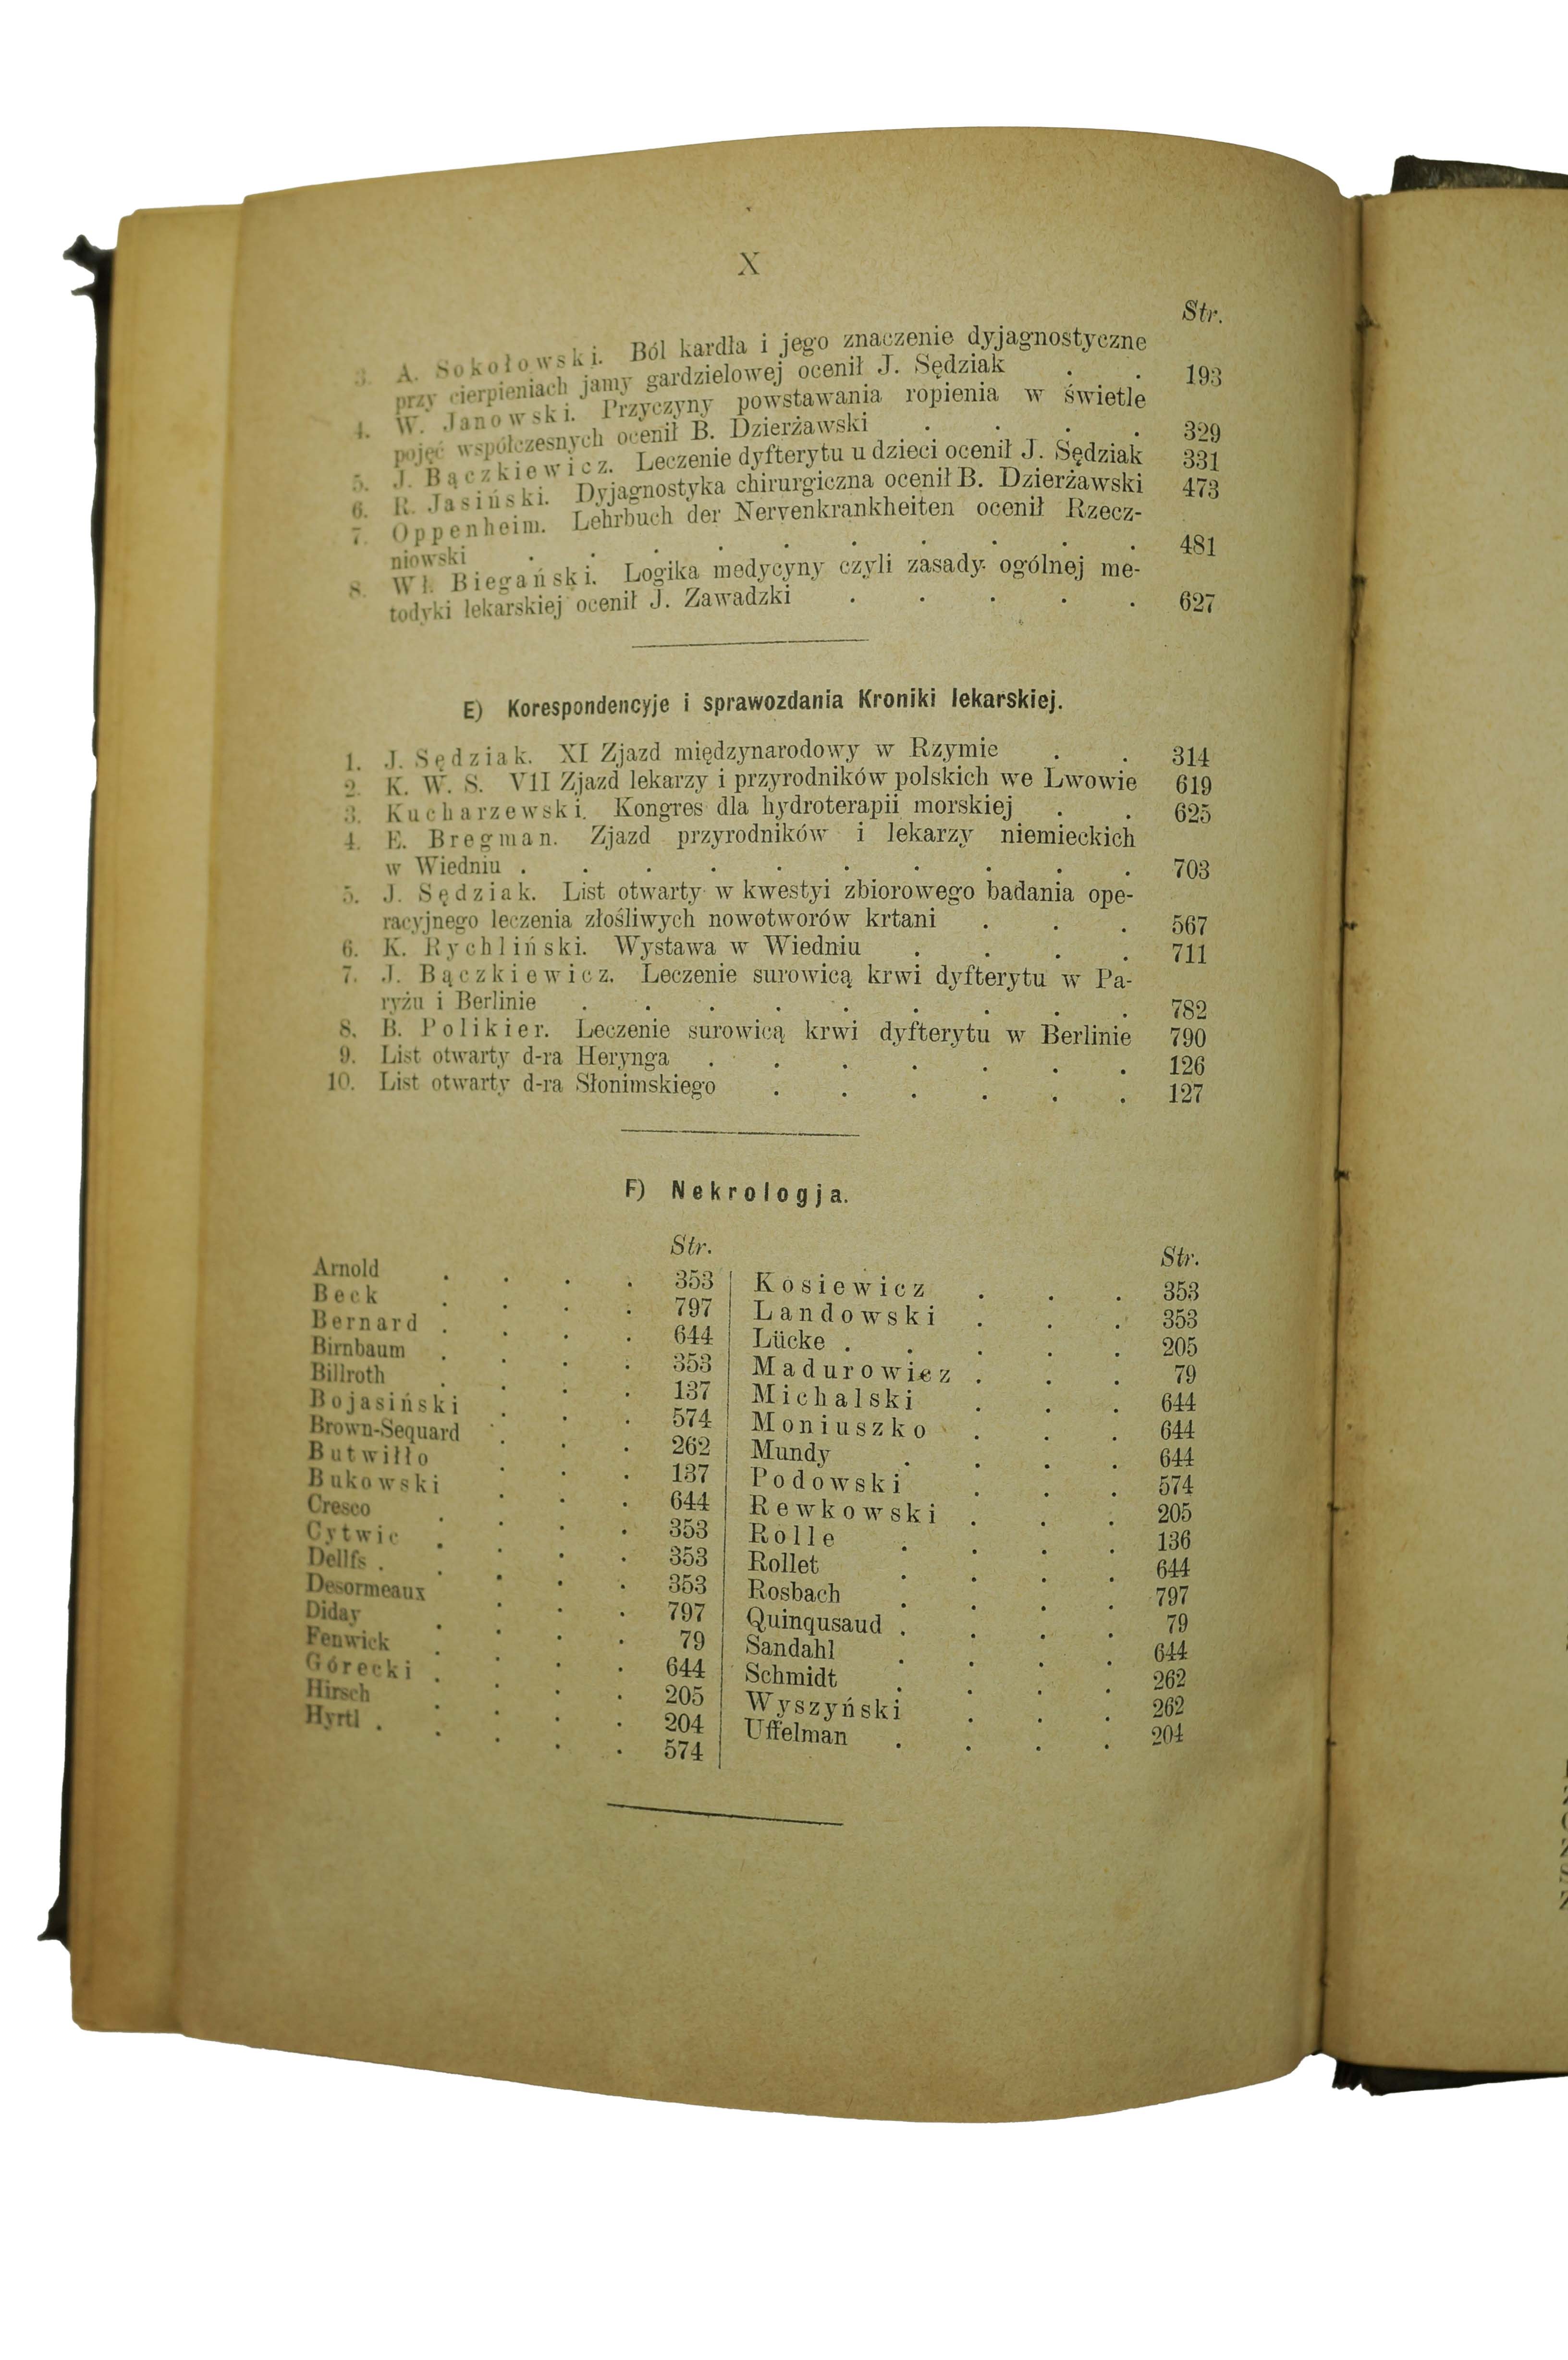 X
Str.
3. A. Sokołowski. Ból kardła i jego znaczenie dyjagnostyczne
przy cierpieniach jamy gardzielowej ocenił J. Sędziak . . 193
4. W. Janowski. Przyczyny powstawania ropienia w świetle
pojęć współczesnych ocenił B. Dzierżawski . . . . 329
5. J. Bączkiewicz. Leczenie dyfterytu u dzieci ocenił J. Sędziak 331
6. R. Jasiński. Dyjagnostyka chirurgiczna ocenił B. Dzierżawski 473
7. Oppenheim. Lehrbuch der Nervenkrankheiten ocenił Rzecz-
niowski . . . . . . . . . . 481
8. Wł. Biegański. Logika medycyny czyli zasady ogólnej me-
todyki lekarskiej ocenił J. Zawadzki . . . . . 627
E) Korespondencyje i sprawozdania Kroniki lekarskiej.
1. J. Sędziak. XI Zjazd międzynarodowy w Rzymie . . 314
2. K. W. S. VII Zjazd lekarzy i przyrodników polskich we Lwowie 619
3. Kucharzewski. Kongres dla hydroterapii morskiej . . 625
4. E. Bregman. Zjazd przyrodników i lekarzy niemieckich
w Wiedniu . . . . . . . . . . 703
5. J. Sędziak. List otwarty w kwestyi zbiorowego badania ope-
racyjnego leczenia złośliwych nowotworów krtani . . . 567
6. K. Rychliński. Wystawa w Wiedniu . . . . 711
7. J. Bączkiewicz. Leczenie surowicą krwi dyfterytu w Pa-
ryżu i Berlinie . . . . . . . . . 782
8. B. Polikier. Leczenie surowicą krwi dyfterytu w Berlinie 790
9. List otwarty d-ra Herynga . . . . . . . 126
10. List otwarty d-ra Słonimskiego . . . . . . 127
F) Nekrologja.
Str.
Arnold . . . . 353
Beck . . . . 797
Bernard . . . . 644
Birnbaum . . . . 353
Billroth . . . . 137
Bojasiński . . . 574
Brown-Sequard . . . 262
Butwiłło . . . 137
Bukowski . . . 644
Cresco . . . . 353
Cytwic . . . . 353
Dellfs . . . . 353
Desormeaux . . . 797
Diday . . . . 79
Fenwick . . . . 644
Górecki . . . . 205
Hirsch . . . . 204
Hyrtl . . . . . 574
Str.
Kosiewicz . . . 353
Landowski . . . 353
Lücke . . . . . 205
Madurowicz . . . 79
Michalski . . . 644
Moniuszko . . . 644
Mundy . . . . 644
Podowski . . . 574
Rewkowski . . . 205
Rolle . . . . 136
Rollet . . . . 644
Rosbach . . . . 797
Quinqusaud . . . . 79
Sandahl . . . . 644
Schmidt . . . . 262
Wyszyński . . . 262
Uffelman . . . . 204